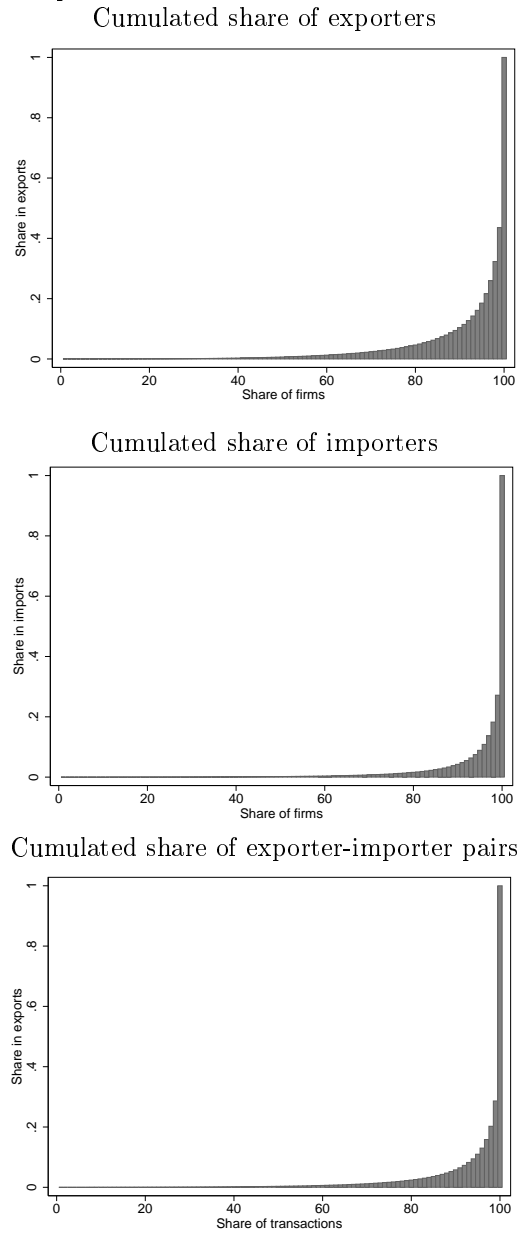 Cumulated share of exporters
1
.8
.6
.4
.2
0
Share in exports
0 20 40 60 80 100
Share of firms
Cumulated share of importers
1
.8
.6
.4
.2
0
Share in imports
0 20 40 60 80 100
Share of firms
Cumulated share of exporter-importer pairs
1
.8
.6
.4
.2
0
Share in exports
0 20 40 60 80 100
Share of transactions